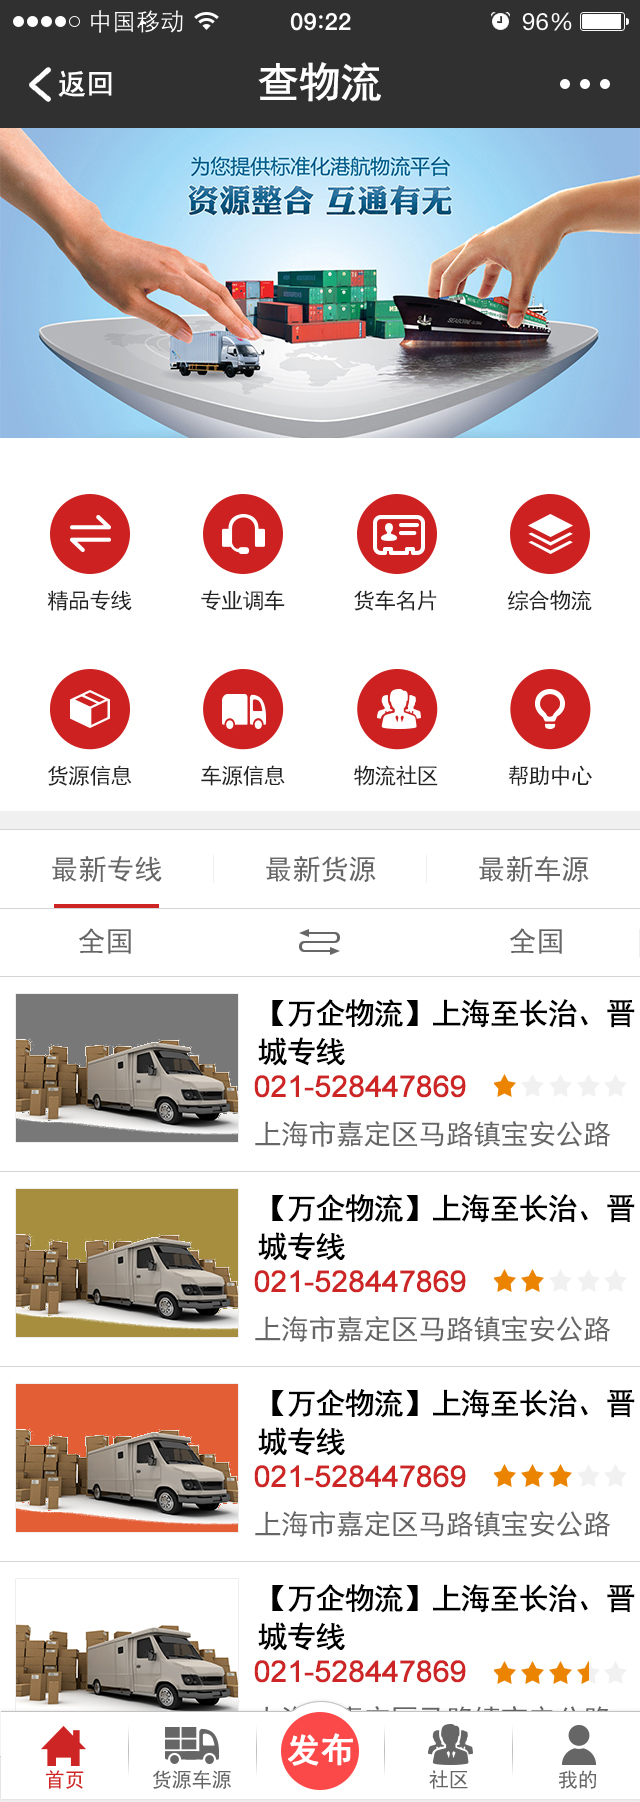 中国移动 09:22 96%
返回 查物流
为您提供标准化港航物流平台
资源整合 互通有无
SEABORNE
精品专线 专业调车 货车名片 综合物流
货源信息 车源信息 物流社区 帮助中心
最新专线 最新货源 最新车源
全国 全国
【万企物流】上海至长治、晋
城专线
021-528447869
上海市嘉定区马路镇宝安公路
【万企物流】上海至长治、晋
城专线
021-528447869
上海市嘉定区马路镇宝安公路
【万企物流】上海至长治、晋
城专线
021-528447869
上海市嘉定区马路镇宝安公路
【万企物流】上海至长治、晋
城专线
021-528447869
首页 货源车源 发布 社区 我的